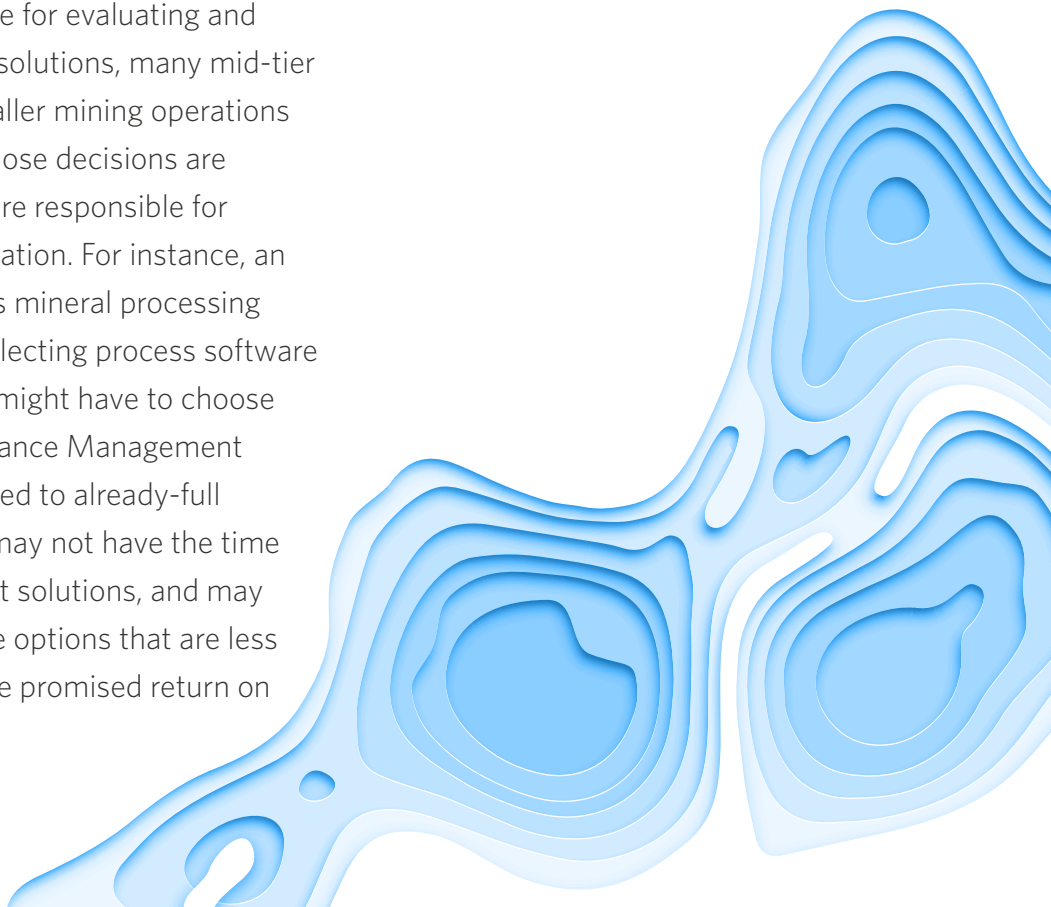 e for evaluating and
solutions, many mid-tier
aller mining operations
ose decisions are
re responsible for
ation. For instance, an
s mineral processing
lecting process software
might have to choose
ance Management
ed to already-full
may not have the time
t solutions, and may
e options that are less
e promised return on